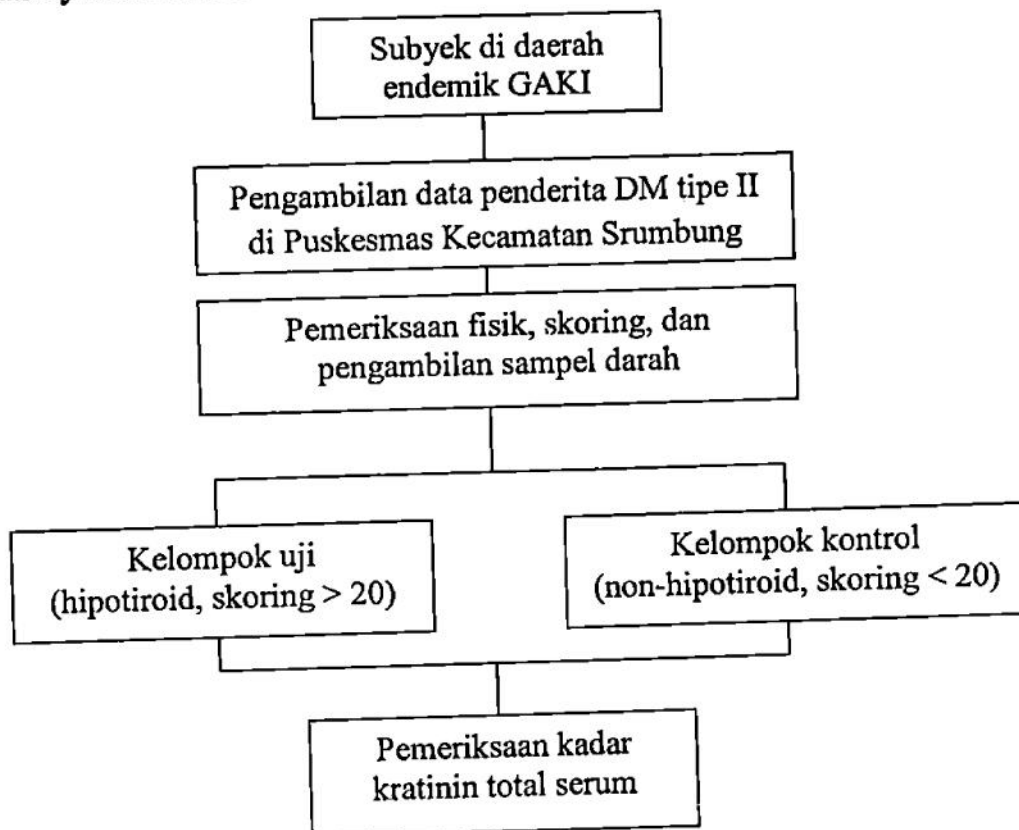 Subyek di daerah
endemik GAKI
Pengambilan data penderita DM tipe II
di Puskesmas Kecamatan Srumbung
Pemeriksaan fisik, skoring, dan
pengambilan sampel darah
Kelompok uji
(hipotiroid, skoring > 20)
Kelompok kontrol
(non-hipotiroid, skoring < 20)
Pemeriksaan kadar
kratinin total serum